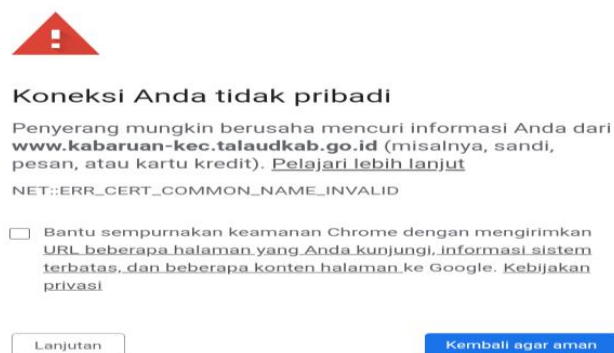 Koneksi Anda tidak pribadi
Penyerang mungkin berusaha mencuri informasi Anda dari
www.kabaruan-kec.talaudkab.go.id (misalnya, sandi,
pesan, atau kartu kredit). Pelajari lebih lanjut
NET::ERR_CERT_COMMON_NAME_INVALID
Bantu sempurnakan keamanan Chrome dengan mengirimkan
URL beberapa halaman yang Anda kunjungi, informasi sistem
terbatas, dan beberapa konten halaman ke Google. Kebijakan
privasi
Lanjutan
Kembali agar aman